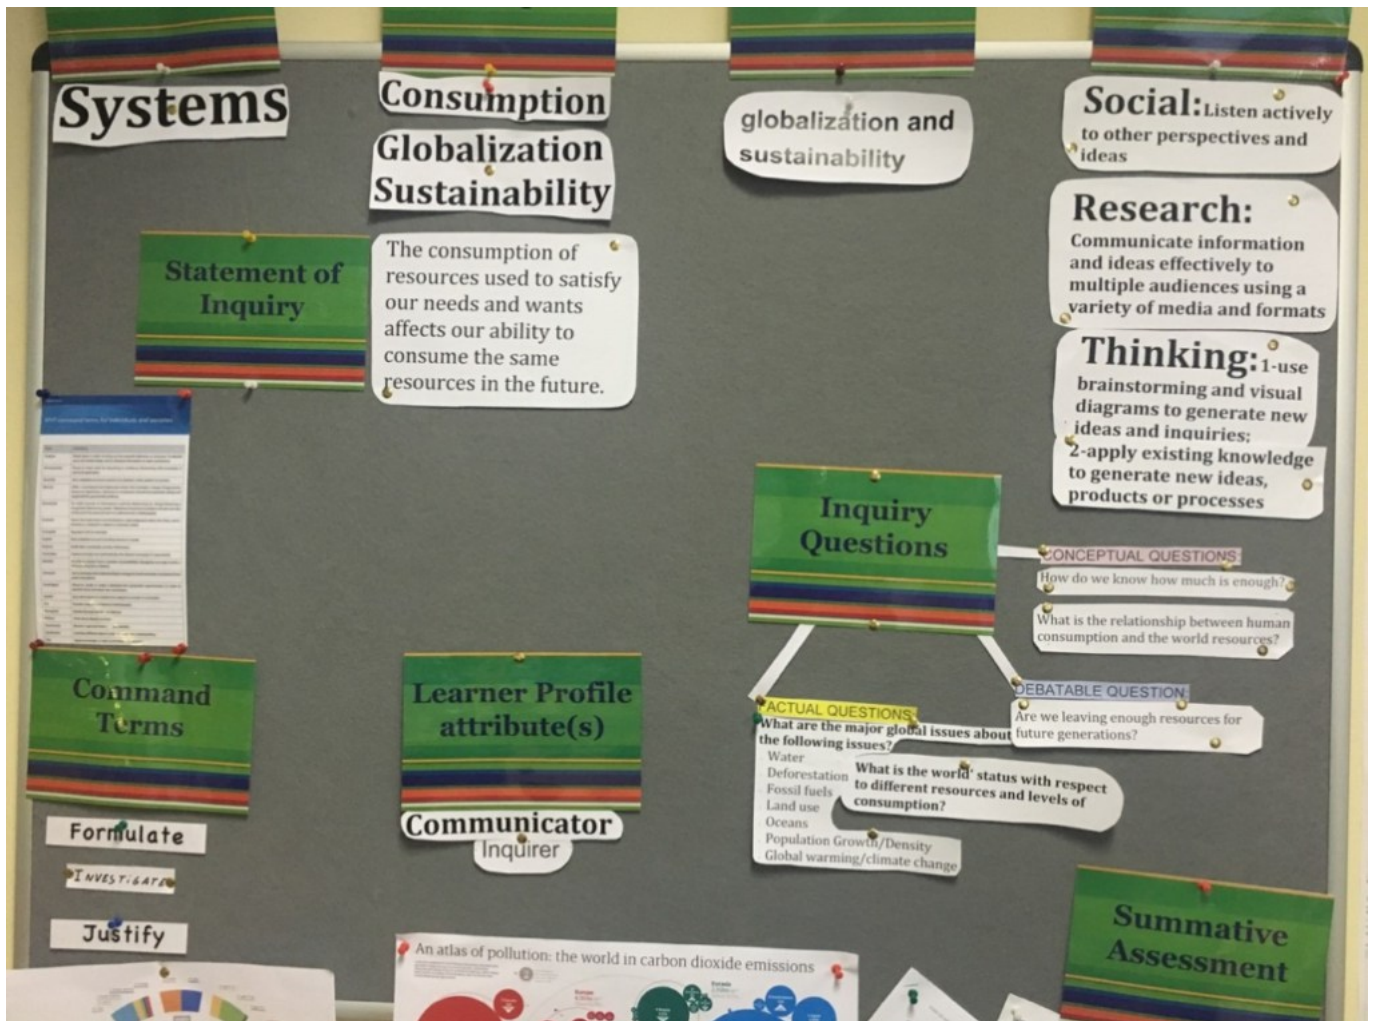 Systems
Consumption
Globalization
Sustainability
globalization and
sustainability
Social: Listen actively
to other perspectives and
ideas
Research:
Communicate information
and ideas effectively to
multiple audiences using a
variety of media and formats
Thinking: 1-use
brainstorming and visual
diagrams to generate new
ideas and inquiries;
2-apply existing knowledge
to generate new ideas,
products or processes
Statement of
Inquiry
The consumption of
resources used to satisfy
our needs and wants
affects our ability to
consume the same
resources in the future.
Inquiry
Questions
CONCEPTUAL QUESTIONS:
How do we know how much is enough?
What is the relationship between human
consumption and the world resources?
DEBATABLE QUESTION:
Are we leaving enough resources for
future generations?
FACTUAL QUESTIONS:
What are the major global issues about
the following issues?
Water
Deforestation
Fossil fuels
Land use
Oceans
Population Growth/Density
Global warming/climate change
What is the world' status with respect
to different resources and levels of
consumption?
Command
Terms
Formulate
INVESTIGATE
Justify
Learner Profile
attribute(s)
Communicator
Inquirer
An atlas of pollution: the world in carbon dioxide emissions
Summative
Assessment